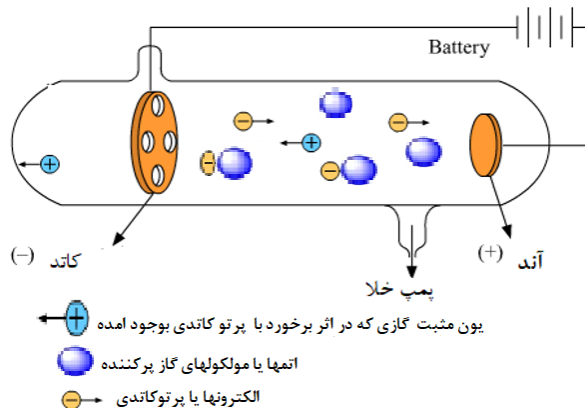 Battery
(−) کاتد
(+) آند
پمپ خلا
یون مثبت گازی که در اثر برخورد با پرتو کاتدی بوجود امده
اتمها یا مولکولهای گاز پرکننده
الکترونها یا پرتوکاتدی